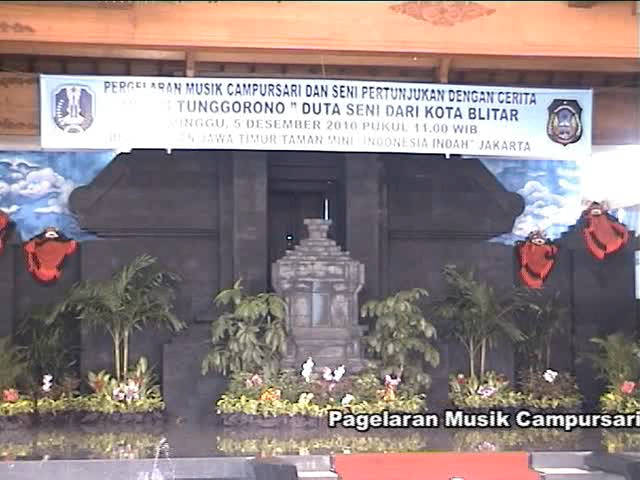 PERGELARAN MUSIK CAMPURSARI DAN SENI PERTUNJUKAN DENGAN CERITA
TUNGGORONO " DUTA SENI DARI KOTA BLITAR
MINGGU, 5 DESEMBER 2010 PUKUL 11.00 WIB
JAWA TIMUR TAMAN MINI "INDONESIA INDAH" JAKARTA
Pagelaran Musik Campursari